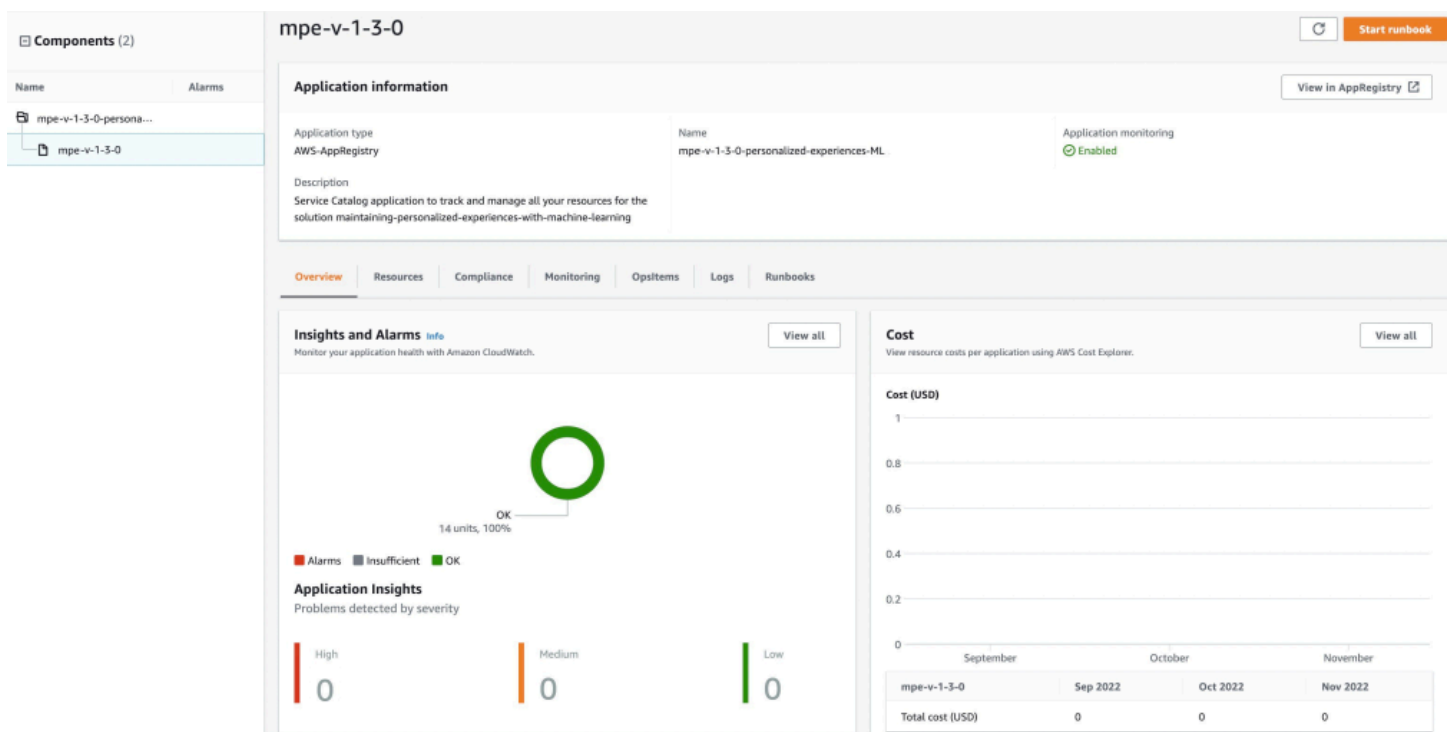 Components (2)
Name Alarms
mpe-v-1-3-0-persona...
mpe-v-1-3-0
mpe-v-1-3-0
Start runbook
Application information
View in AppRegistry
Application type
AWS-AppRegistry
Name
mpe-v-1-3-0-personalized-experiences-ML
Application monitoring
Enabled
Description
Service Catalog application to track and manage all your resources for the
solution maintaining-personalized-experiences-with-machine-learning
Overview Resources Compliance Monitoring OpsItems Logs Runbooks
Insights and Alarms Info
View all
Monitor your application health with Amazon CloudWatch.
OK
14 units, 100%
Alarms Insufficient OK
Application Insights
Problems detected by severity
High
0
Medium
0
Low
0
Cost
View all
View resource costs per application using AWS Cost Explorer.
Cost (USD)
1
0.8
0.6
0.4
0.2
0
September October November
mpe-v-1-3-0 Sep 2022 Oct 2022 Nov 2022
Total cost (USD) 0 0 0